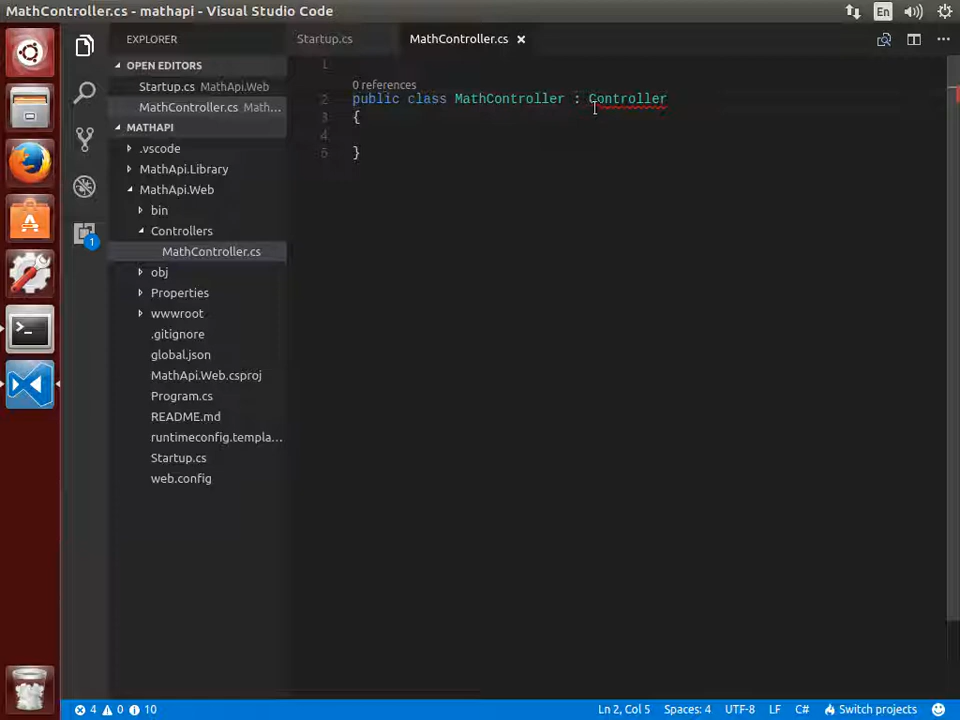 MathController.cs - mathapi - Visual Studio Code
En
EXPLORER
Startup.cs
MathController.cs ×
OPEN EDITORS
Startup.cs MathApi.Web
MathController.cs Math...
MATHAPI
.vscode
MathApi.Library
MathApi.Web
bin
Controllers
MathController.cs
obj
Properties
wwwroot
.gitignore
global.json
MathApi.Web.csproj
Program.cs
README.md
runtimeconfig.templa...
Startup.cs
web.config
1
1
0 references
2 public class MathController : Controller
3 {
4
5 }
4 0 10
Ln 2, Col 5 Spaces: 4 UTF-8 LF C# Switch projects